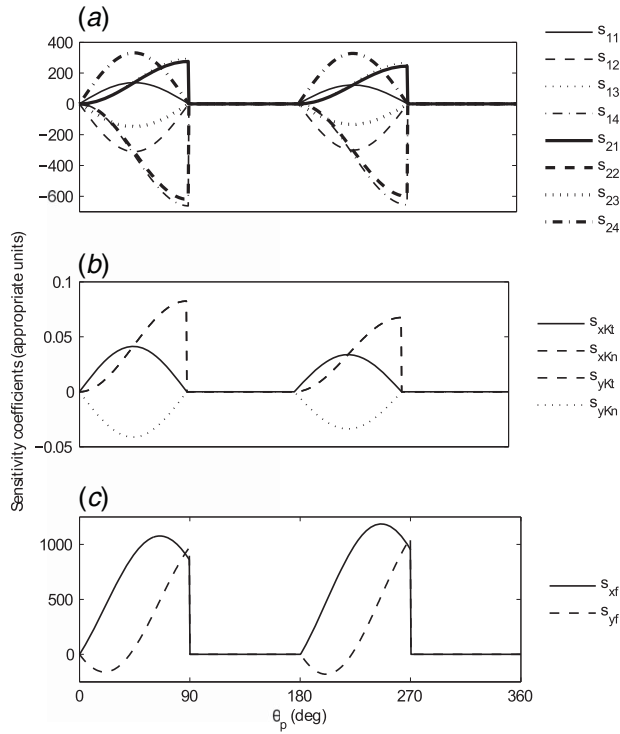 (a)
400
200
0
−200
−400
−600
s11
s12
s13
s14
s21
s22
s23
s24
Sensitivity coefficients (appropriate units)
(b)
0.1
0.05
0
−0.05
sxKt
sxKn
syKt
syKn
(c)
1000
500
0
0 90 180 270 360
θp (deg)
sxf
syf